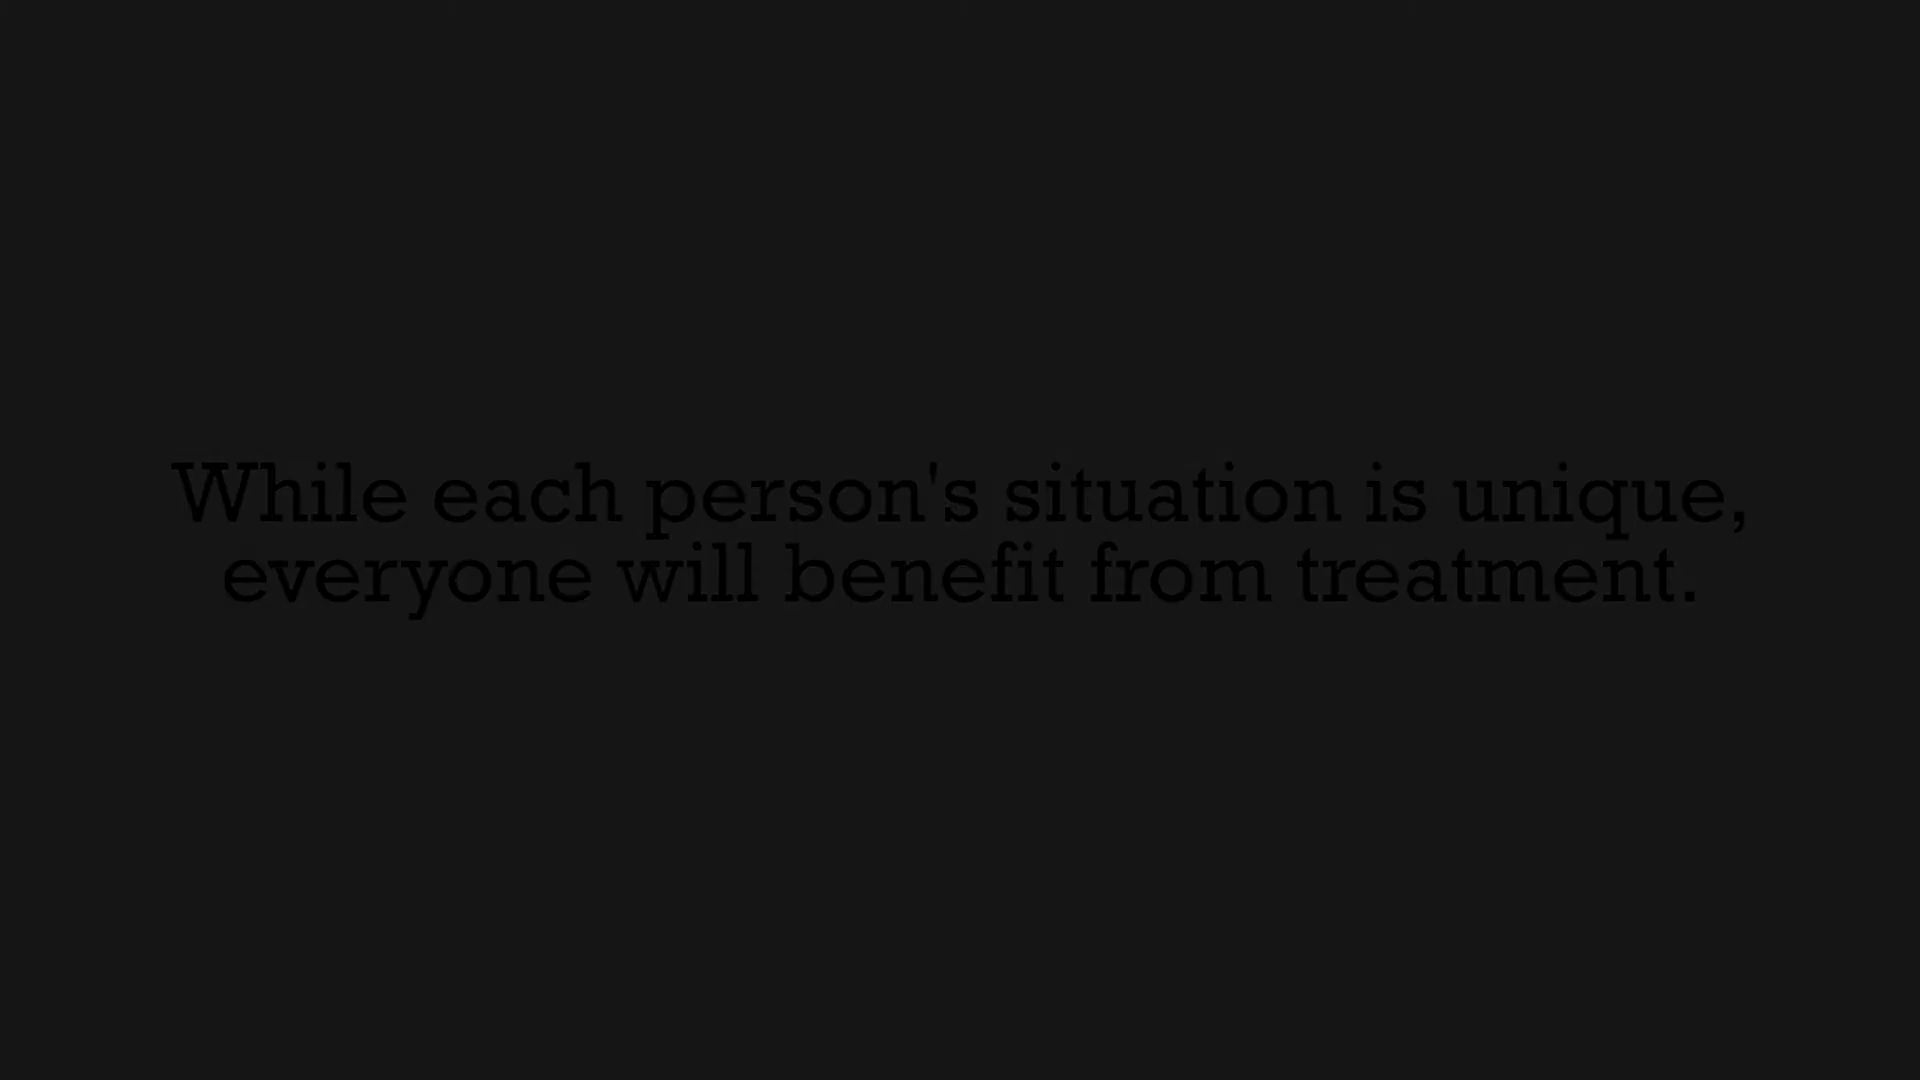 While each person's situation is unique,
everyone will benefit from treatment.